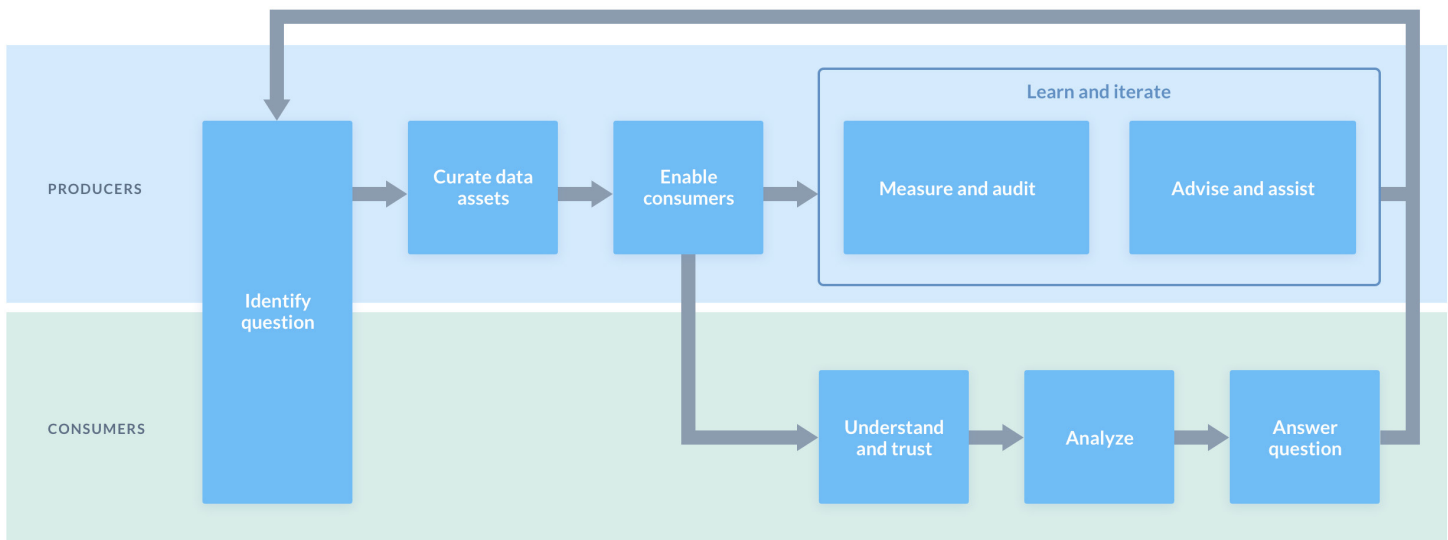 Learn and iterate
PRODUCERS
Identify
question
Curate data
assets
Enable
consumers
Measure and audit
Advise and assist
CONSUMERS
Understand
and trust
Analyze
Answer
question